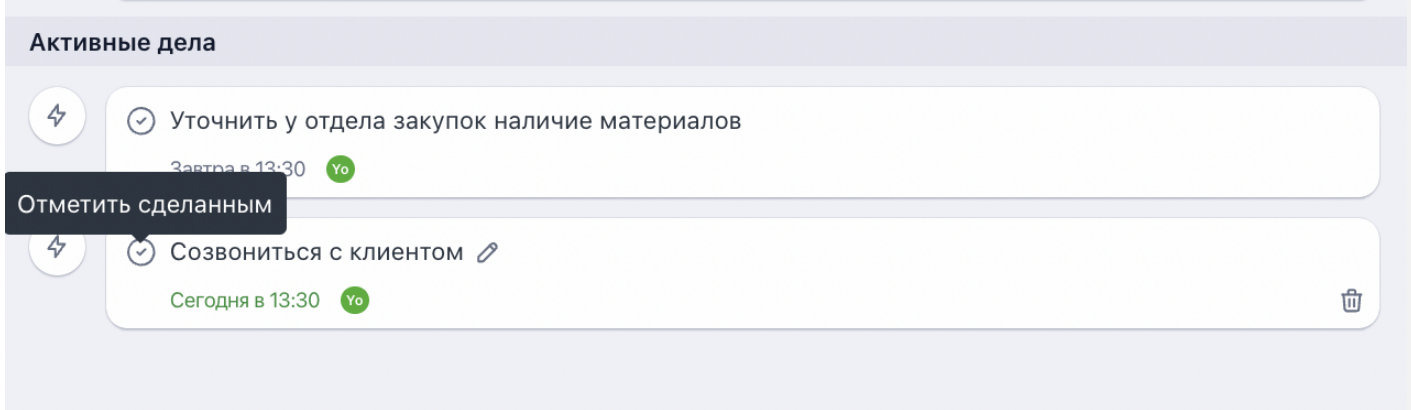 Активные дела
Уточнить у отдела закупок наличие материалов
Завтра в 13:30 Yo
Отметить сделанным
Созвониться с клиентом
Сегодня в 13:30 Yo